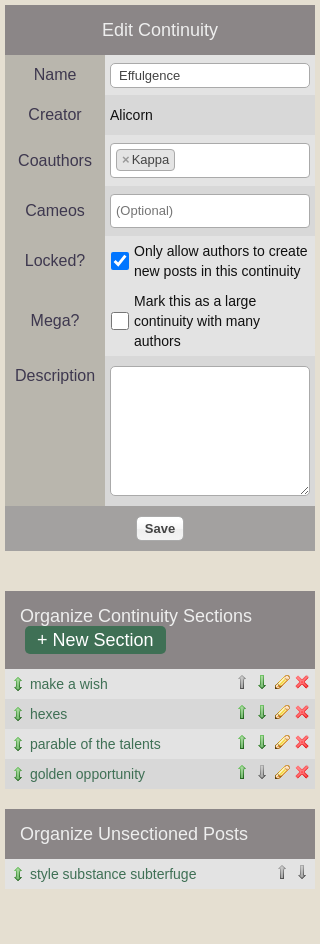 Edit Continuity
Name
Effulgence
Creator
Alicorn
Coauthors
×Kappa
Cameos
(Optional)
Locked?
Only allow authors to create
new posts in this continuity
Mega?
Mark this as a large
continuity with many
authors
Description
Save
Organize Continuity Sections
+ New Section
make a wish
hexes
parable of the talents
golden opportunity
Organize Unsectioned Posts
style substance subterfuge